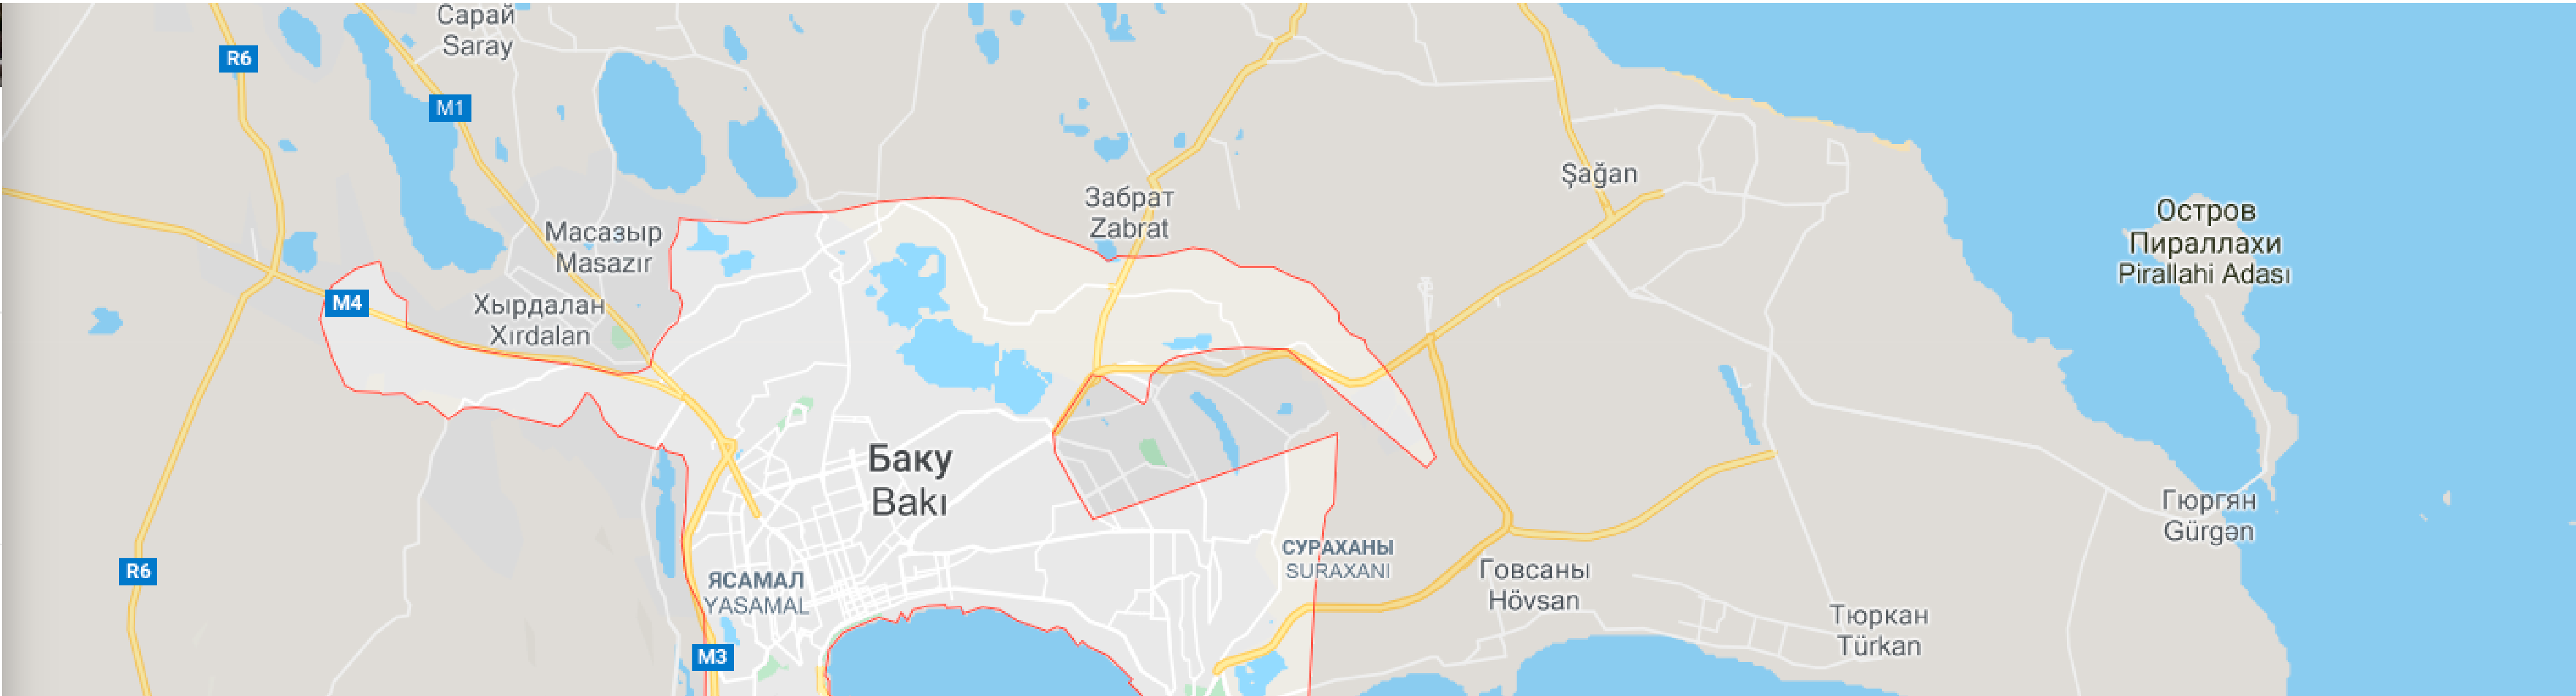 Сарай
Saray
R6
M1
Şağan
Забрат
Zabrat
Остров
Пираллахи
Pirallahi Adası
Масазыр
Masazır
M4
Хырдалан
Xırdalan
Баку
Bakı
Гюргян
Gürgən
СУРАХАНЫ
SURAXANI
R6
ЯСАМАЛ
YASAMAL
Говсаны
Hövsan
Тюркан
Türkan
M3